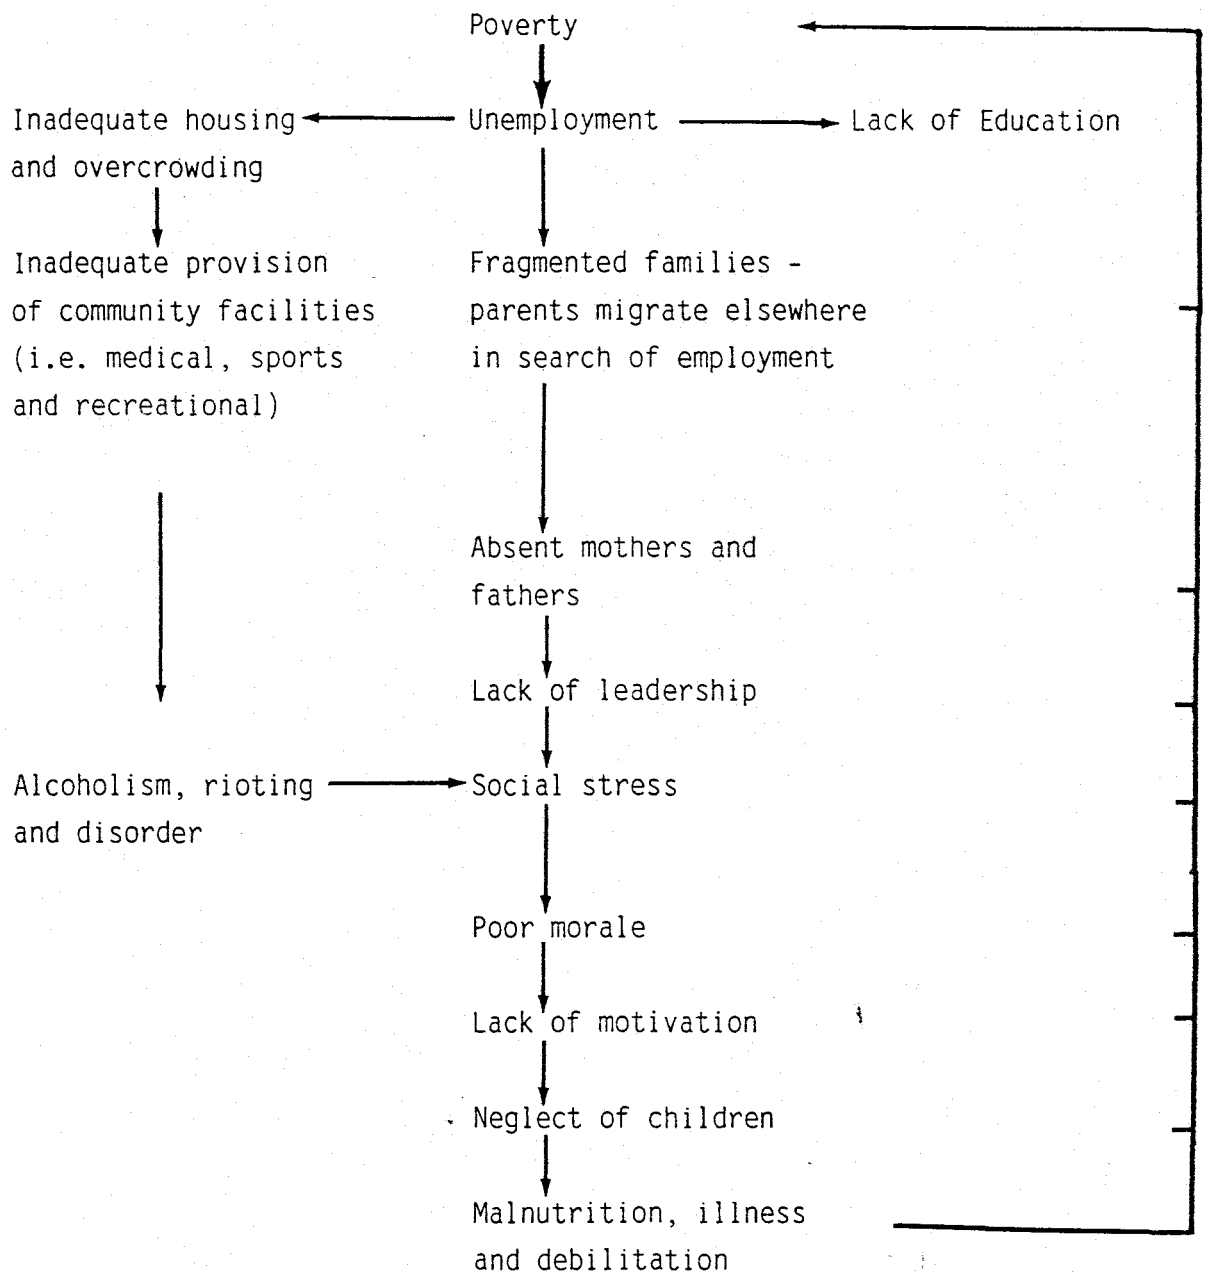 Poverty
Inadequate housing
and overcrowding
Unemployment
Lack of Education
Inadequate provision
of community facilities
(i.e. medical, sports
and recreational)
Fragmented families -
parents migrate elsewhere
in search of employment
Absent mothers and
fathers
Lack of leadership
Alcoholism, rioting
and disorder
Social stress
Poor morale
Lack of motivation
Neglect of children
Malnutrition, illness
and debilitation